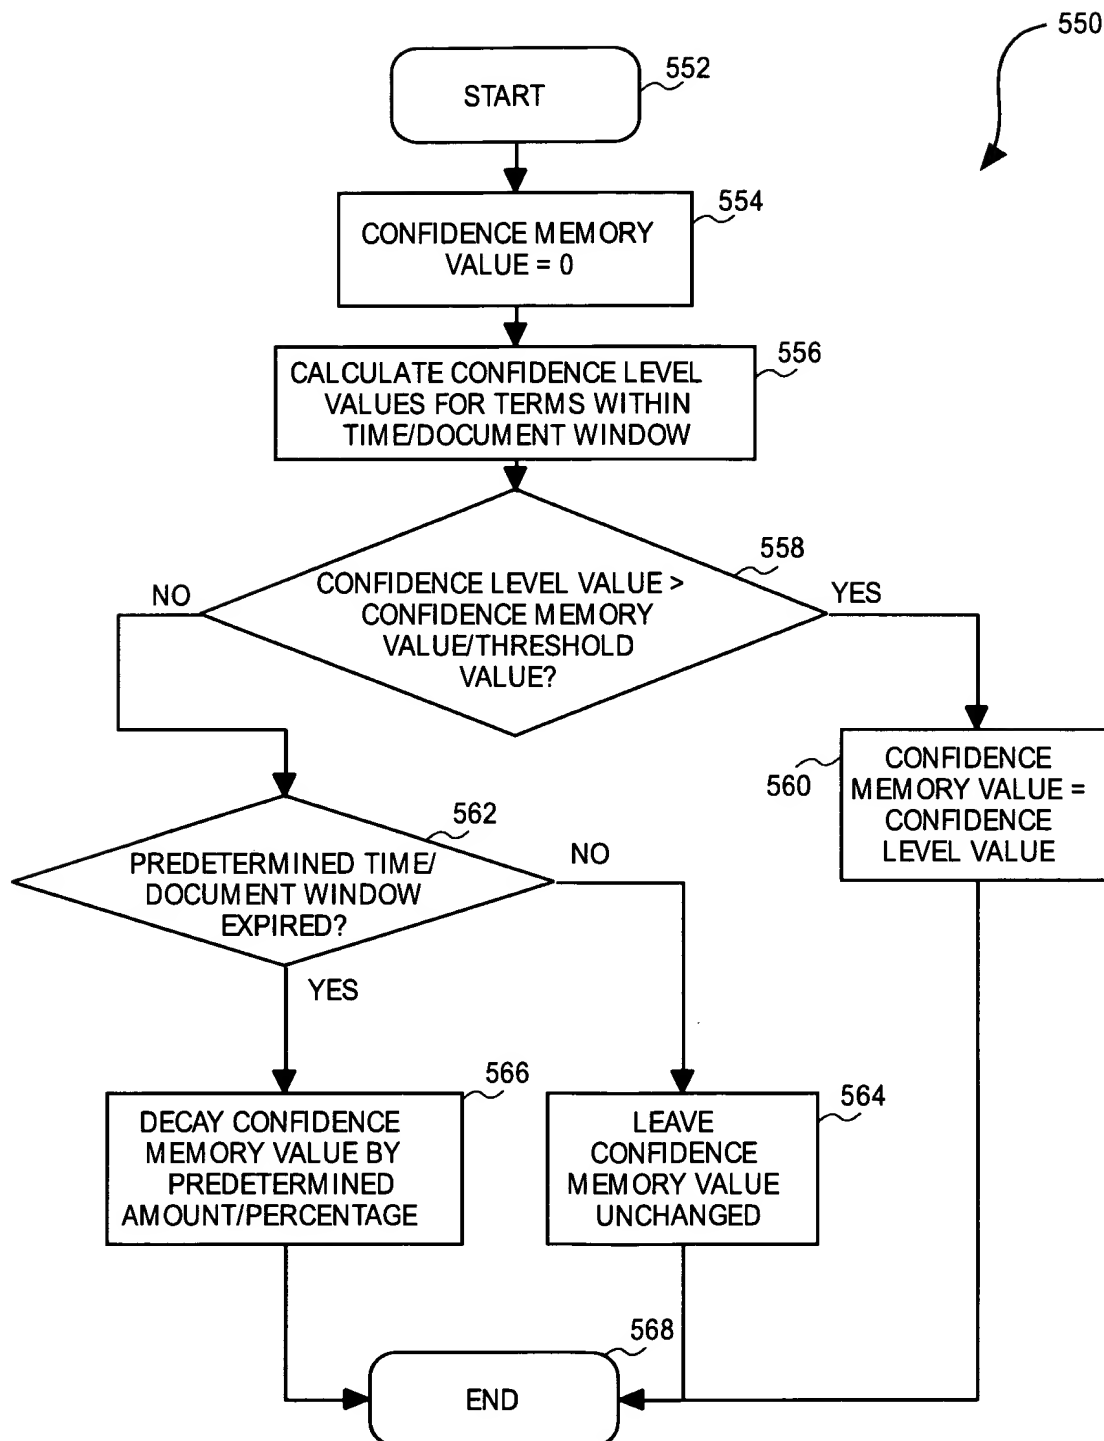 550
START
552
CONFIDENCE MEMORY
VALUE = 0
554
CALCULATE CONFIDENCE LEVEL
VALUES FOR TERMS WITHIN
TIME/DOCUMENT WINDOW
556
CONFIDENCE LEVEL VALUE >
CONFIDENCE MEMORY
VALUE/THRESHOLD
VALUE?
558
NO
YES
560
CONFIDENCE
MEMORY VALUE =
CONFIDENCE
LEVEL VALUE
PREDETERMINED TIME/
DOCUMENT WINDOW
EXPIRED?
562
NO
YES
DECAY CONFIDENCE
MEMORY VALUE BY
PREDETERMINED
AMOUNT/PERCENTAGE
566
LEAVE
CONFIDENCE
MEMORY VALUE
UNCHANGED
564
END
568